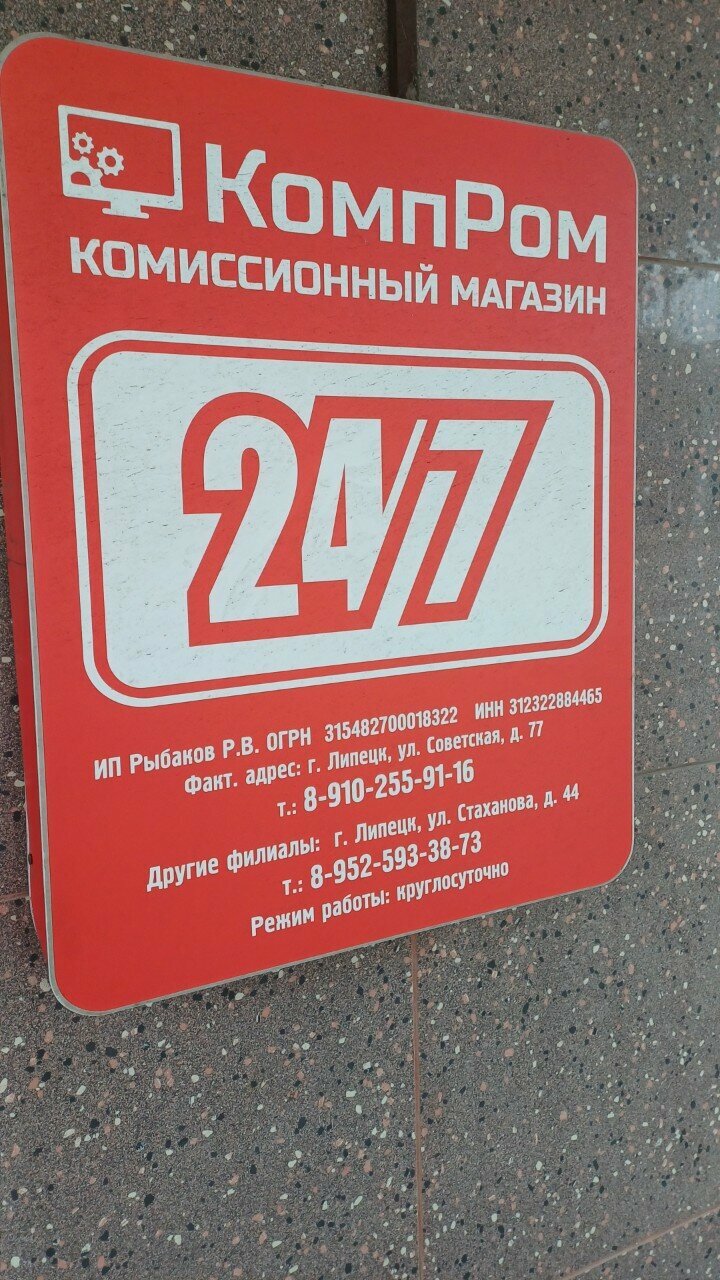 КомпРом
КОМИССИОННЫЙ МАГАЗИН
24/7
ИП Рыбаков Р.В. ОГРН 315482700018322 ИНН 312322884465
Факт. адрес: г. Липецк, ул. Советская, д. 77
т.: 8-910-255-91-16
Другие филиалы: г. Липецк, ул. Стаханова, д. 44
т.: 8-952-593-38-73
Режим работы: круглосуточно